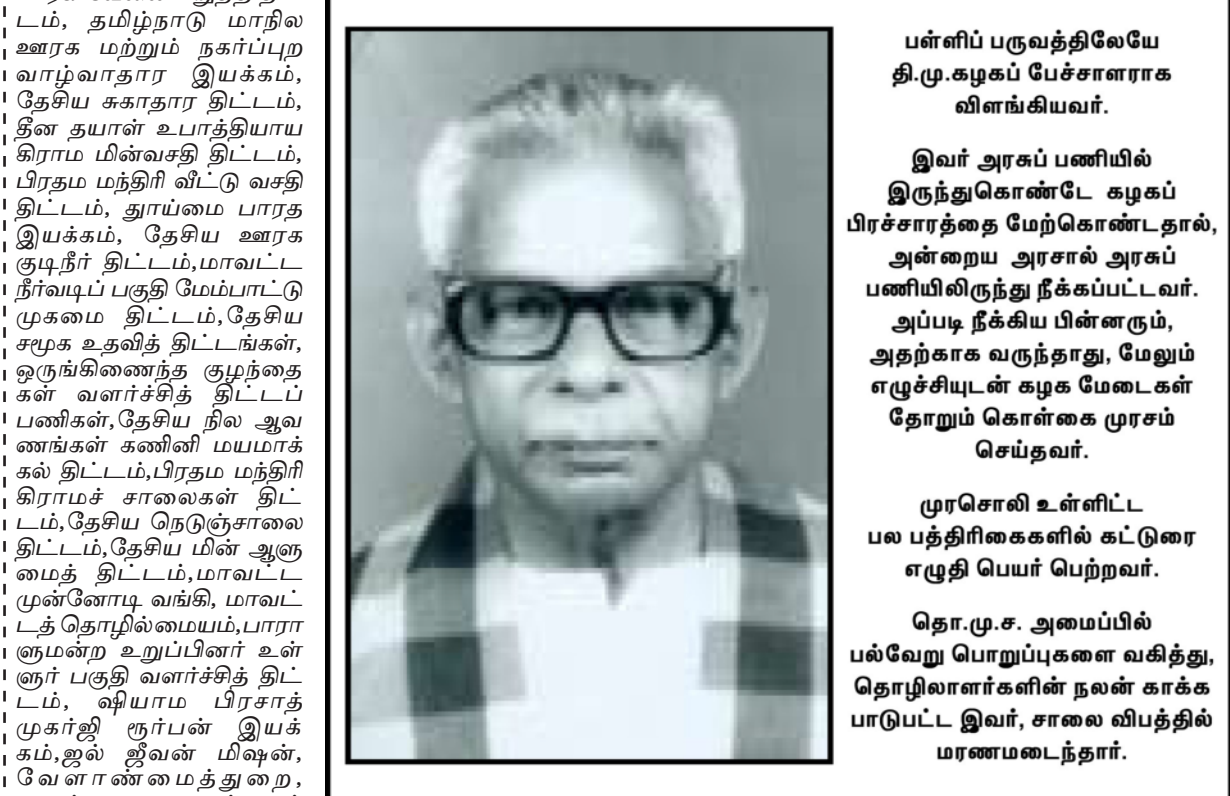 டம், தமிழ்நாடு மாநில
ஊரக மற்றும் நகர்ப்புற
வாழ்வாதார இயக்கம்,
தேசிய சுகாதார திட்டம்,
தீன தயாள் உபாத்தியாய
கிராம மின்வசதி திட்டம்,
பிரதம மந்திரி வீட்டு வசதி
திட்டம், தூய்மை பாரத
இயக்கம், தேசிய ஊரக
குடிநீர் திட்டம்,மாவட்ட
நீர்வடிப் பகுதி மேம்பாட்டு
முகமை திட்டம்,தேசிய
சமூக உதவித் திட்டங்கள்,
ஒருங்கிணைந்த குழந்தை
கள் வளர்ச்சித் திட்டப்
பணிகள்,தேசிய நில ஆவ
ணங்கள் கணினி மயமாக்
கல் திட்டம்,பிரதம மந்திரி
கிராமச் சாலைகள் திட்
டம்,தேசிய நெடுஞ்சாலை
திட்டம்,தேசிய மின் ஆளு
மைத் திட்டம்,மாவட்ட
முன்னோடி வங்கி, மாவட்
டத் தொழில்மையம்,பாரா
ளுமன்ற உறுப்பினர் உள்
ளுர் பகுதி வளர்ச்சித் திட்
டம், ஷியாம பிரசாத்
முகர்ஜி ரூர்பன் இயக்
கம்,ஜல் ஜீவன் மிஷன்,
வேளாண்மைத்துறை,
பள்ளிப் பருவத்திலேயே
தி.மு.கழகப் பேச்சாளராக
விளங்கியவர்.
இவர் அரசுப் பணியில்
இருந்துகொண்டே கழகப்
பிரச்சாரத்தை மேற்கொண்டதால்,
அன்றைய அரசால் அரசுப்
பணியிலிருந்து நீக்கப்பட்டவர்.
அப்படி நீக்கிய பின்னரும்,
அதற்காக வருந்தாது, மேலும்
எழுச்சியுடன் கழக மேடைகள்
தோறும் கொள்கை முரசம்
செய்தவர்.
முரசொலி உள்ளிட்ட
பல பத்திரிகைகளில் கட்டுரை
எழுதி பெயர் பெற்றவர்.
தொ.மு.ச. அமைப்பில்
பல்வேறு பொறுப்புகளை வகித்து,
தொழிலாளர்களின் நலன் காக்க
பாடுபட்ட இவர், சாலை விபத்தில்
மரணமடைந்தார்.